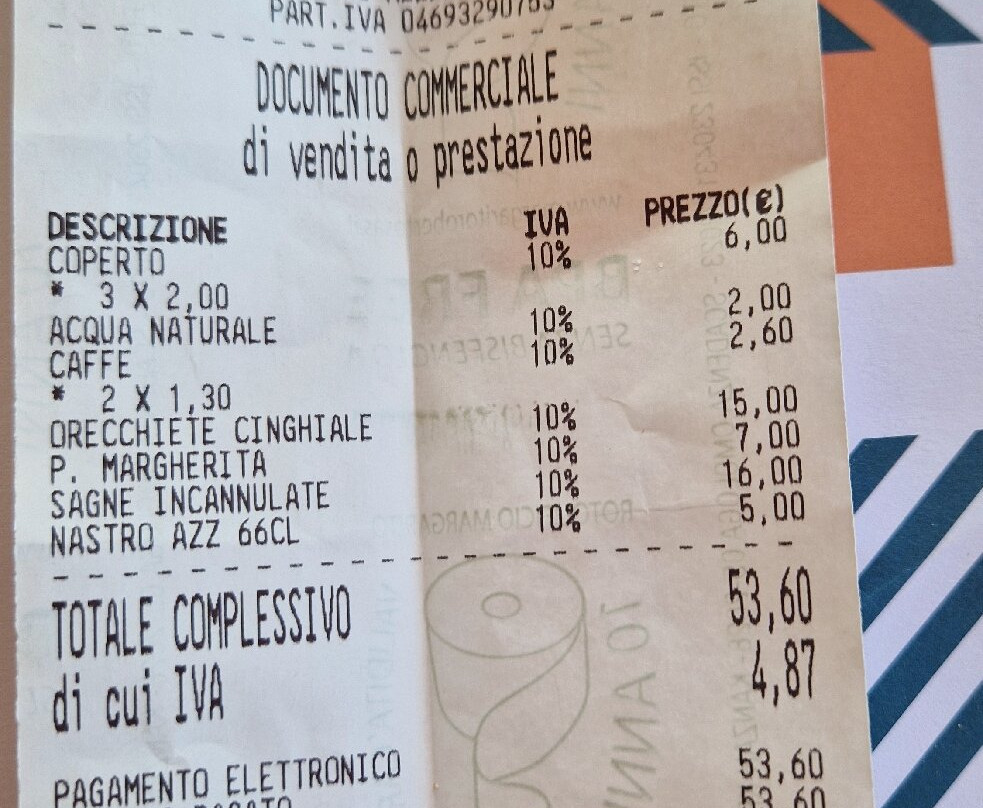 PART.IVA
DOCUMENTO COMMERCIALE
di vendita o prestazione
DESCRIZIONE IVA PREZZO(€)
COPERTO 10% 6,00
* 3 X 2,00
ACQUA NATURALE 10% 2,00
CAFFE 10% 2,60
* 2 X 1,30
ORECCHIETE CINGHIALE 10% 15,00
P. MARGHERITA 10% 7,00
SAGNE INCANNULATE 10% 16,00
NASTRO AZZ 66CL 10% 5,00
TOTALE COMPLESSIVO 53,60
di cui IVA 4,87
PAGAMENTO ELETTRONICO 53,60
53,60